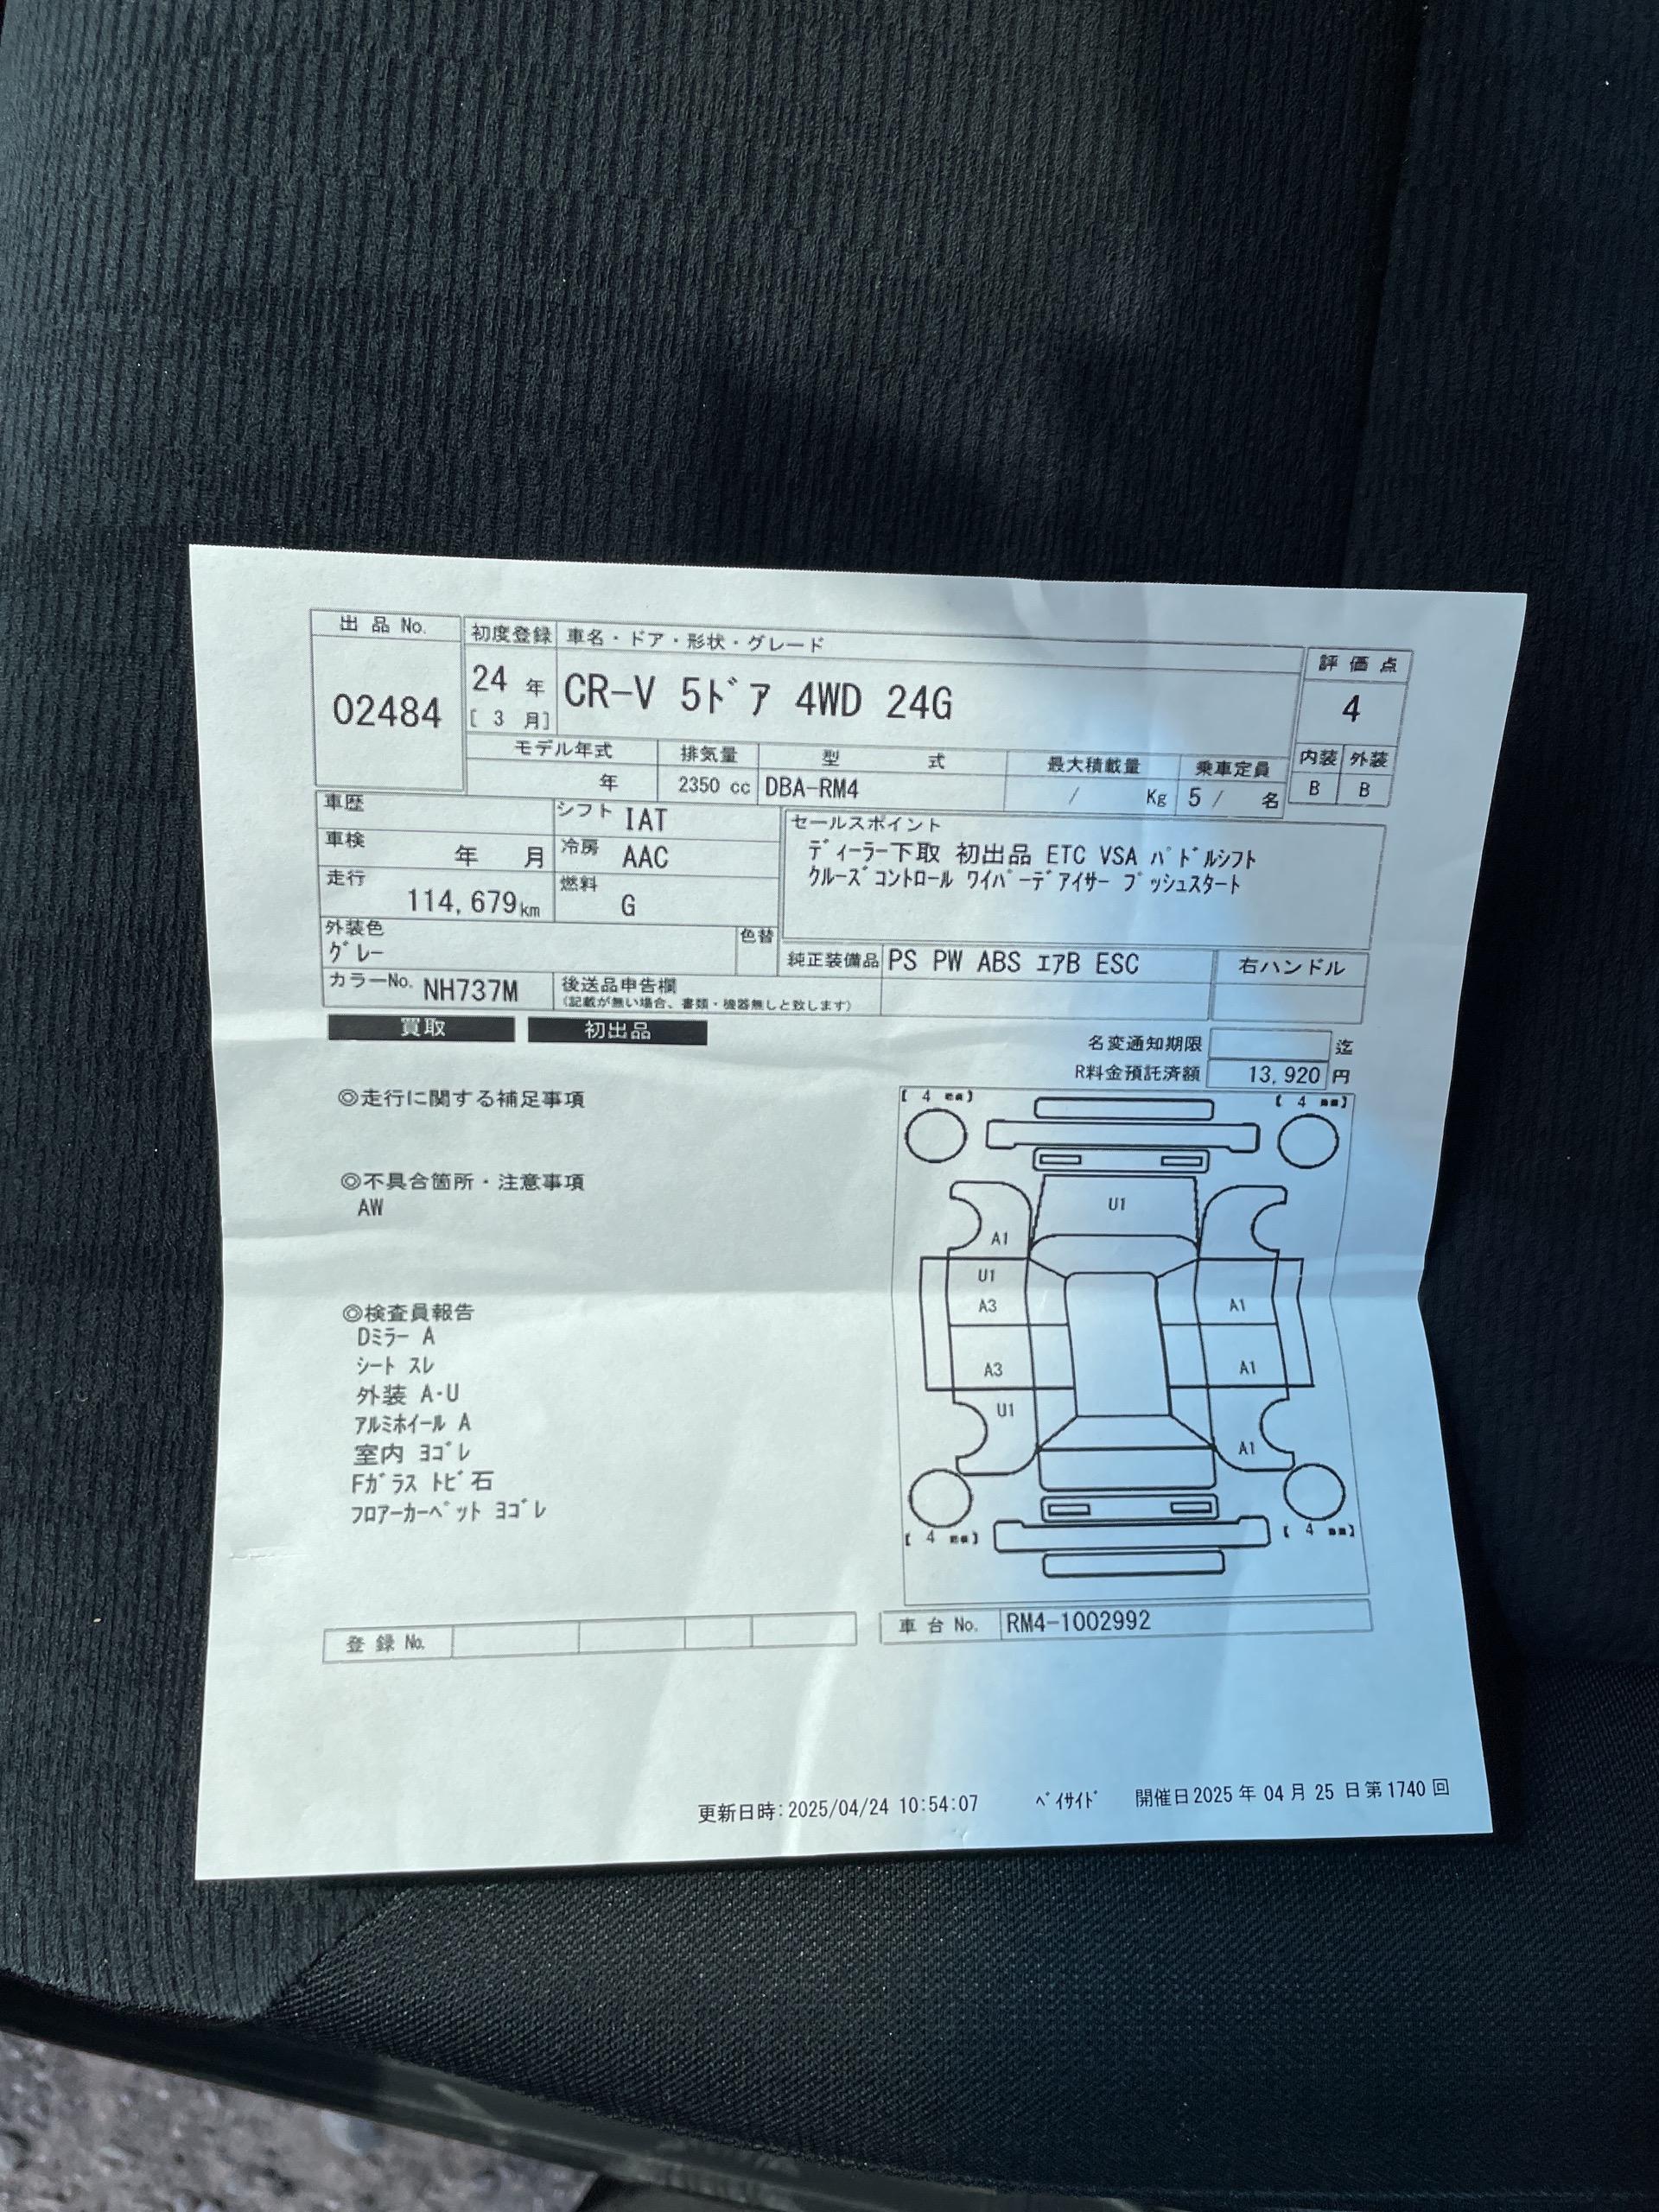 出品 No.
02484
初度登録
24 年
[ 3 月]
車名・ドア・形状・グレード
CR-V 5ﾄﾞｱ 4WD 24G
評価点
4
内装 外装
B B
モデル年式
年
排気量
2350 cc
型 式
DBA-RM4
最大積載量
/ Kg
乗車定員
5 / 名
車歴
車検
年 月
走行
114,679km
シフト IAT
冷房 AAC
燃料 G
セールスポイント
ﾃﾞｨｰﾗｰ下取 初出品 ETC VSA ﾊﾟﾄﾞﾙｼﾌﾄ
ｸﾙｰｽﾞｺﾝﾄﾛｰﾙ ﾜｲﾊﾟｰﾃﾞｱｲｻｰ ﾌﾟｯｼｭｽﾀｰﾄ
外装色
ｸﾞﾚｰ
色替
カラーNo. NH737M
後送品申告欄
(記載が無い場合、書類・機器無しと致します)
純正装備品 PS PW ABS ｴｱB ESC
右ハンドル
買取
初出品
名変通知期限 迄
R料金預託済額 13,920 円
◎走行に関する補足事項
◎不具合箇所・注意事項
AW
◎検査員報告
Dﾐﾗｰ A
ｼｰﾄ ｽﾚ
外装 A･U
ｱﾙﾐﾎｲｰﾙ A
室内 ﾖｺﾞﾚ
Fｶﾞﾗｽ ﾄﾋﾞ石
ﾌﾛｱｰｶｰﾍﾟｯﾄ ﾖｺﾞﾚ
【 4 】
【 4 】
U1
A1
U1
A3
A1
A3
A1
U1
A1
【 4 】
【 4 】
登録 No.
車台 No. RM4-1002992
更新日時:2025/04/24 10:54:07
ﾍﾞｲｻｲﾄﾞ
開催日2025 年 04 月 25 日第 1740 回